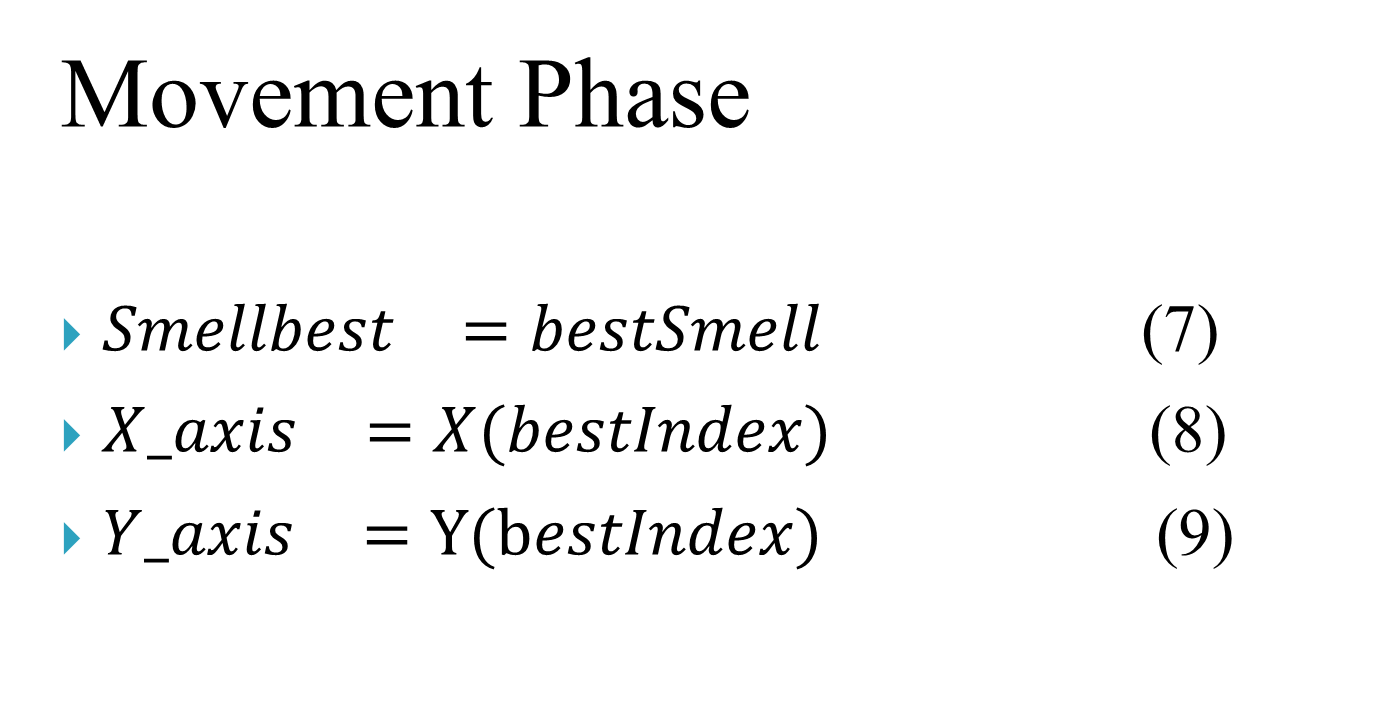 Movement Phase
Smellbest = bestSmell (7)
X_axis = X(bestIndex) (8)
Y_axis = Y(bestIndex) (9)